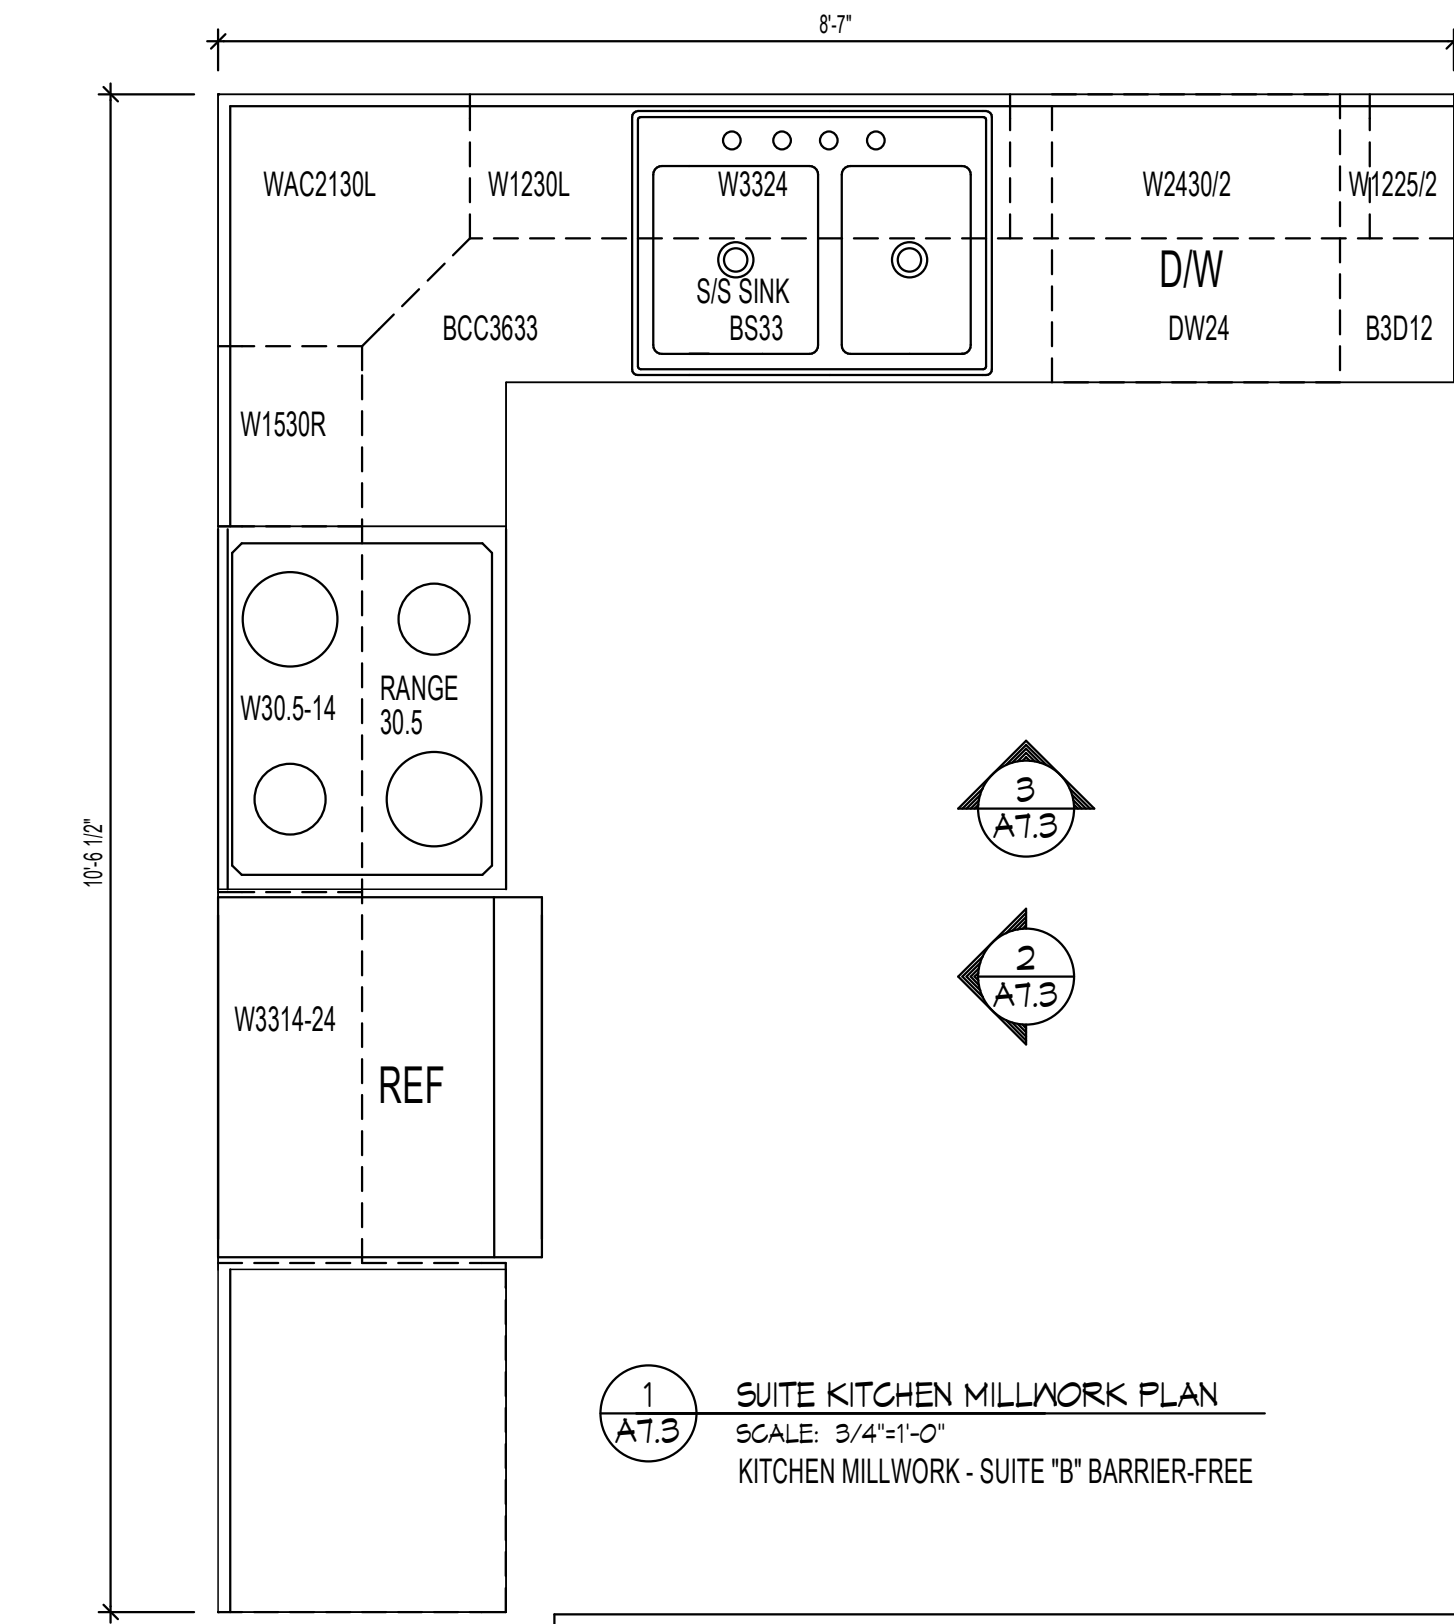 8'-7"
WAC2130L
W1230L
W3324
W2430/2
W1225/2
D/W
S/S SINK
BCC3633
BS33
DW24
B3D12
W1530R
W30.5-14
RANGE
30.5
10'-6 1/2"
3
A7.3
2
A7.3
W3314-24
REF
1
A7.3
SUITE KITCHEN MILLWORK PLAN
SCALE: 3/4"=1'-0"
KITCHEN MILLWORK - SUITE "B" BARRIER-FREE